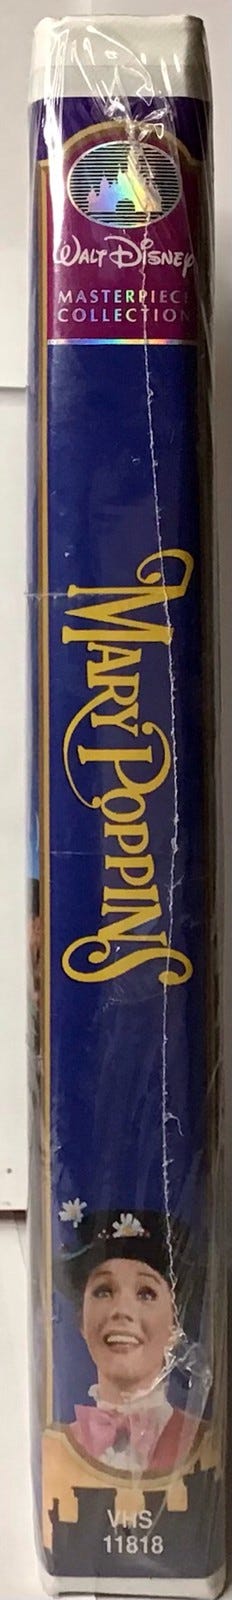 WALT DISNEY
MASTERPIECE
COLLECTION
MARY POPPINS
VHS
11818